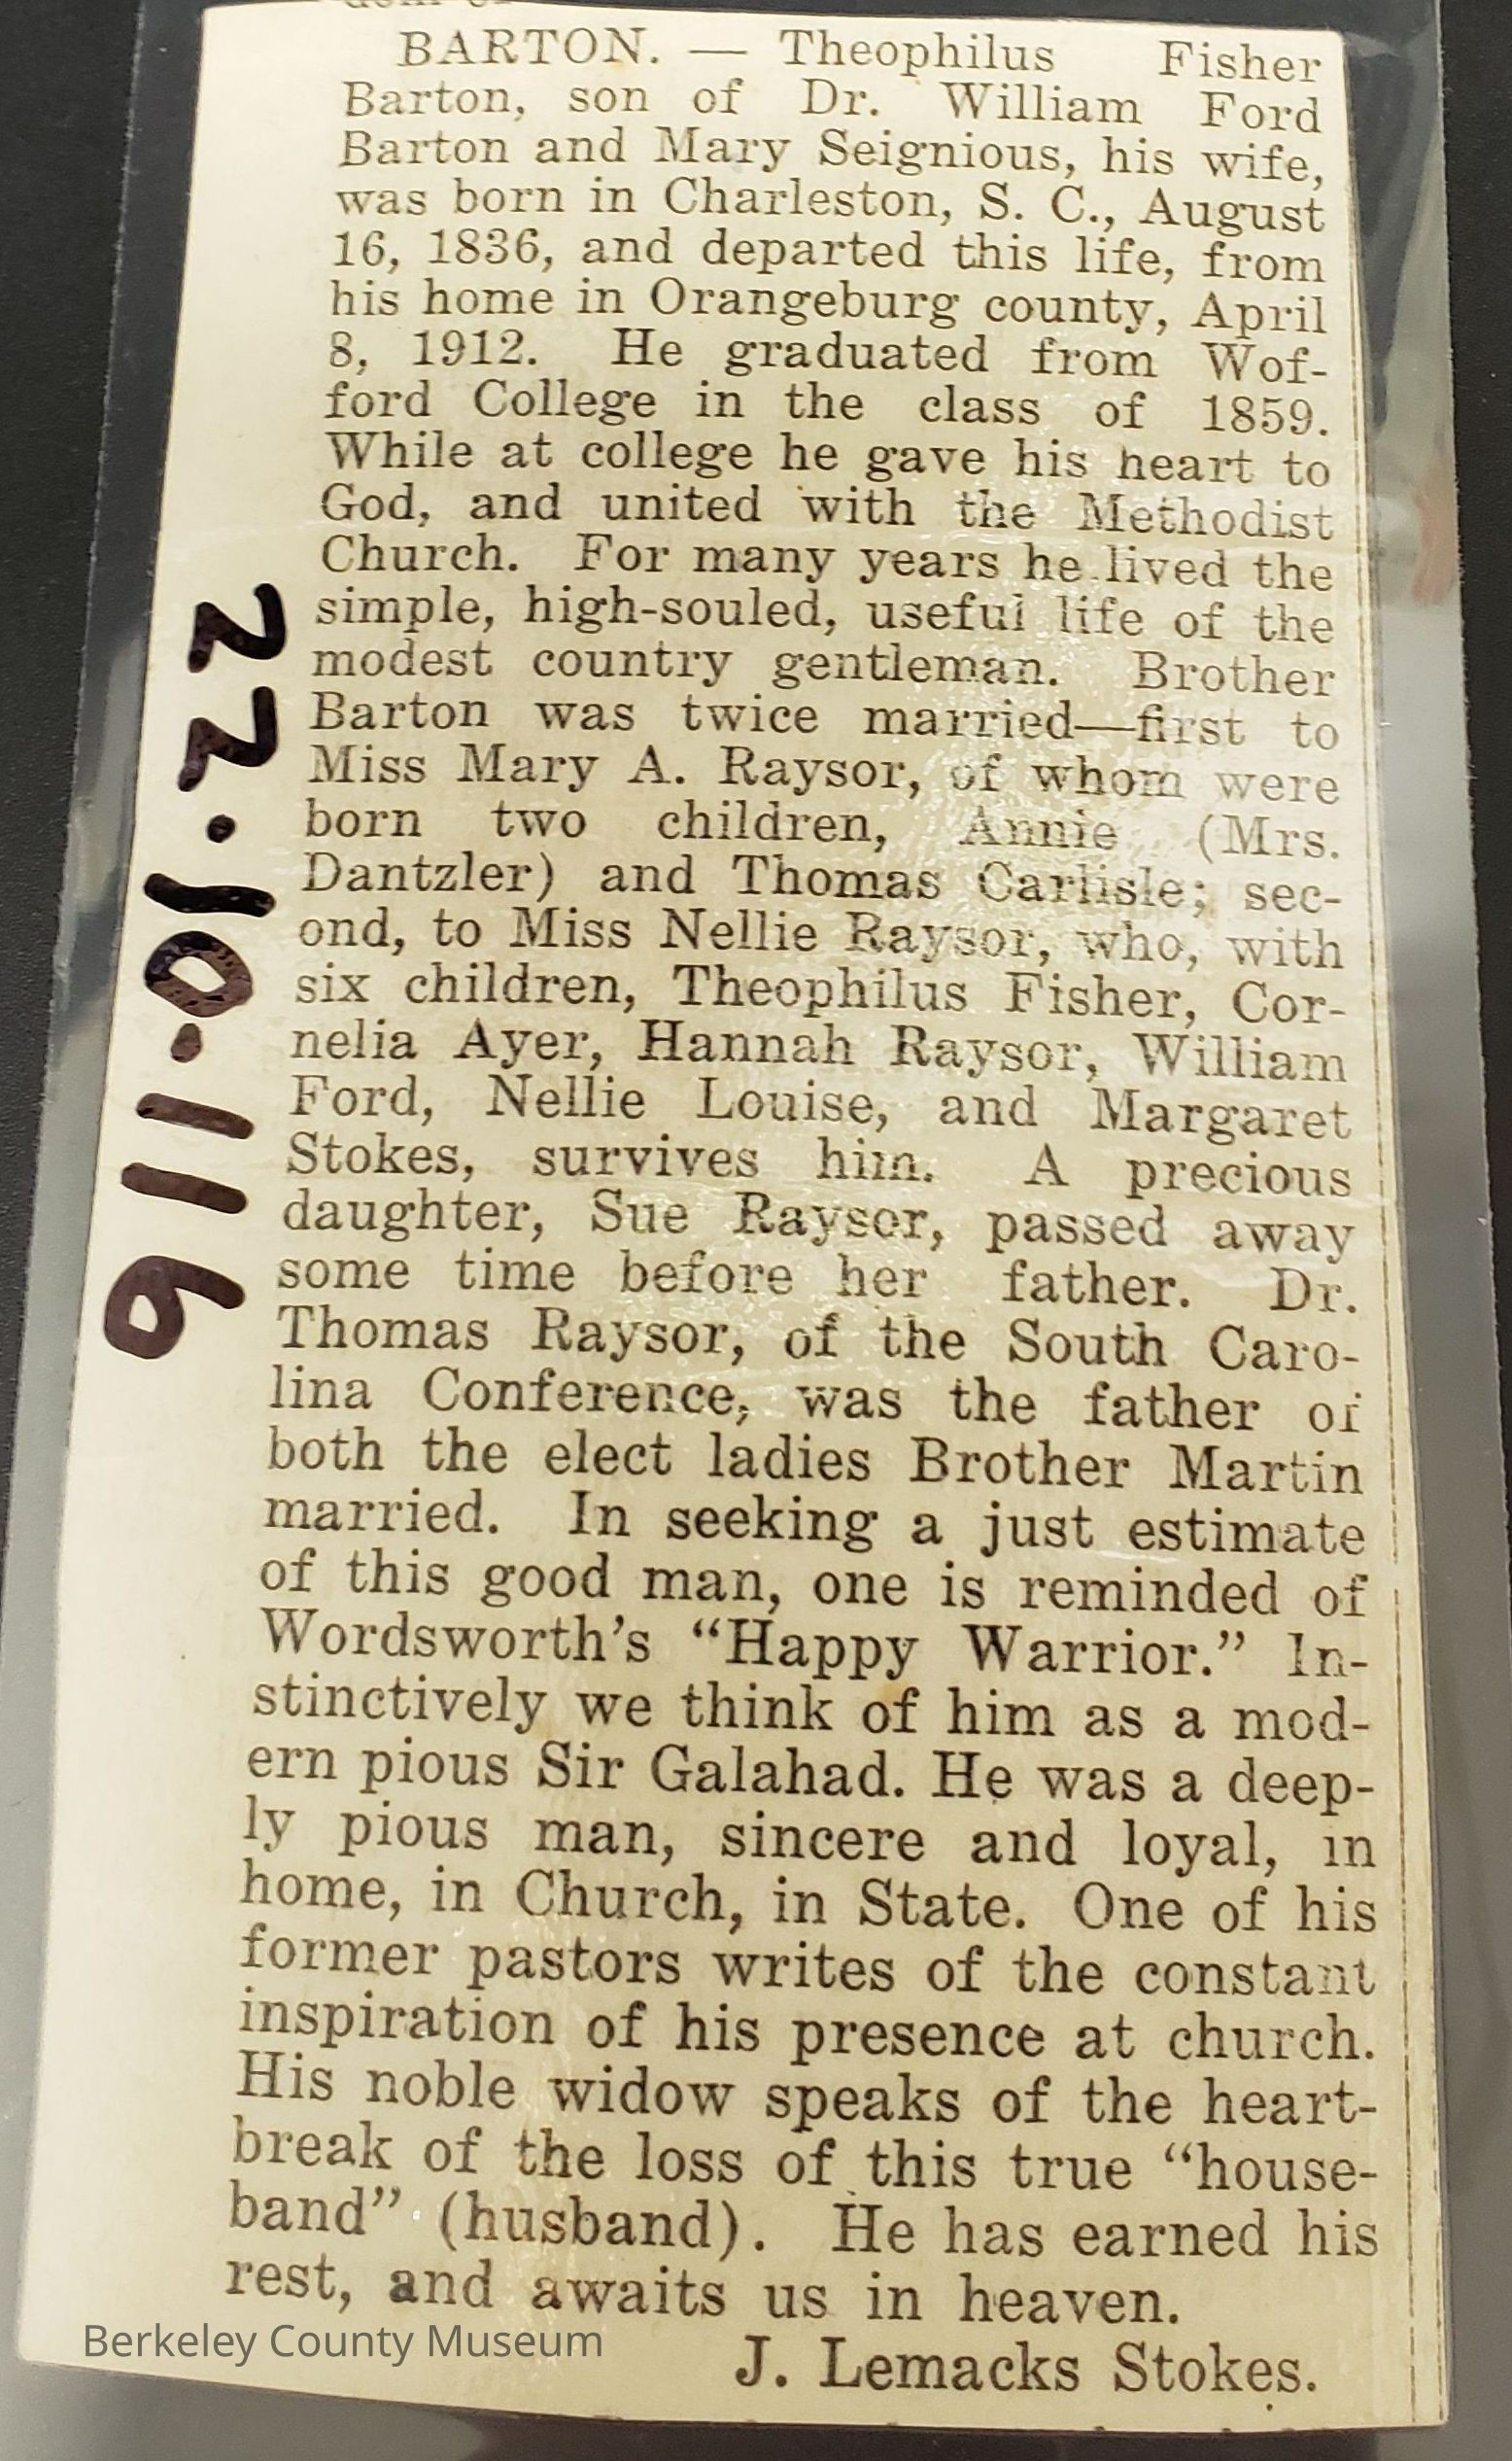 BARTON. — Theophilus Fisher
Barton, son of Dr. William Ford
Barton and Mary Seignious, his wife,
was born in Charleston, S. C., August
16, 1836, and departed this life, from
his home in Orangeburg county, April
8, 1912. He graduated from Wof-
ford College in the class of 1859.
While at college he gave his heart to
God, and united with the Methodist
Church. For many years he lived the
simple, high-souled, useful life of the
modest country gentleman. Brother
Barton was twice married—first to
Miss Mary A. Raysor, of whom were
born two children, Annie (Mrs.
Dantzler) and Thomas Carlisle; sec-
ond, to Miss Nellie Raysor, who, with
six children, Theophilus Fisher, Cor-
nelia Ayer, Hannah Raysor, William
Ford, Nellie Louise, and Margaret
Stokes, survives him. A precious
daughter, Sue Raysor, passed away
some time before her father. Dr.
Thomas Raysor, of the South Caro-
lina Conference, was the father of
both the elect ladies Brother Martin
married. In seeking a just estimate
of this good man, one is reminded of
Wordsworth's "Happy Warrior." In-
stinctively we think of him as a mod-
ern pious Sir Galahad. He was a deep-
ly pious man, sincere and loyal, in
home, in Church, in State. One of his
former pastors writes of the constant
inspiration of his presence at church.
His noble widow speaks of the heart-
break of the loss of this true "house-
band" (husband). He has earned his
rest, and awaits us in heaven.
J. Lemacks Stokes.
911-01.22
Berkeley County Museum